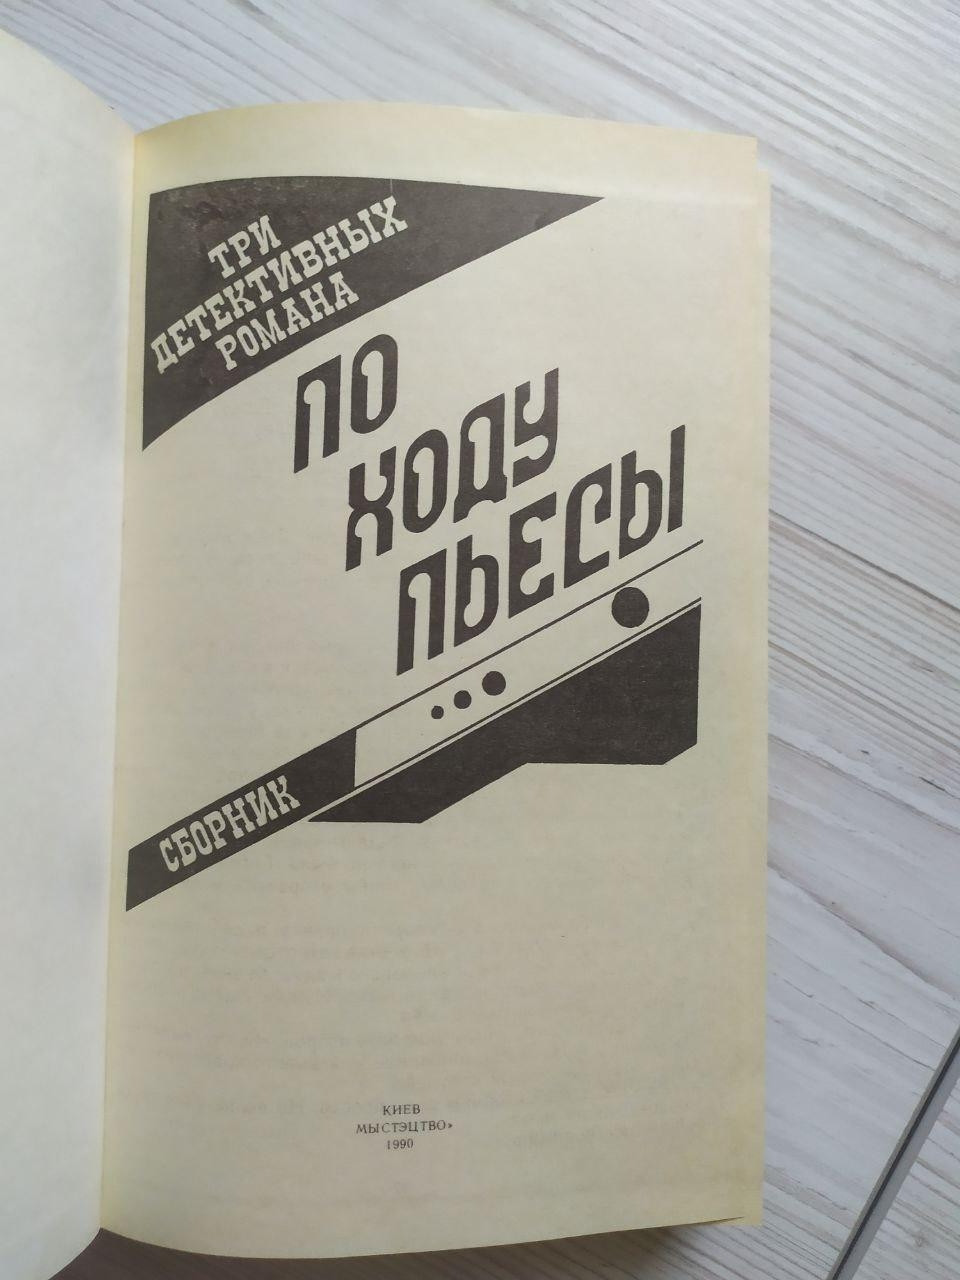 ТРИ
ДЕТЕКТИВНЫХ
РОМАНА
ПО
ХОДУ
ПЬЕСЫ
СБОРНИК
КИЕВ
МЫСТЭЦТВО»
1990